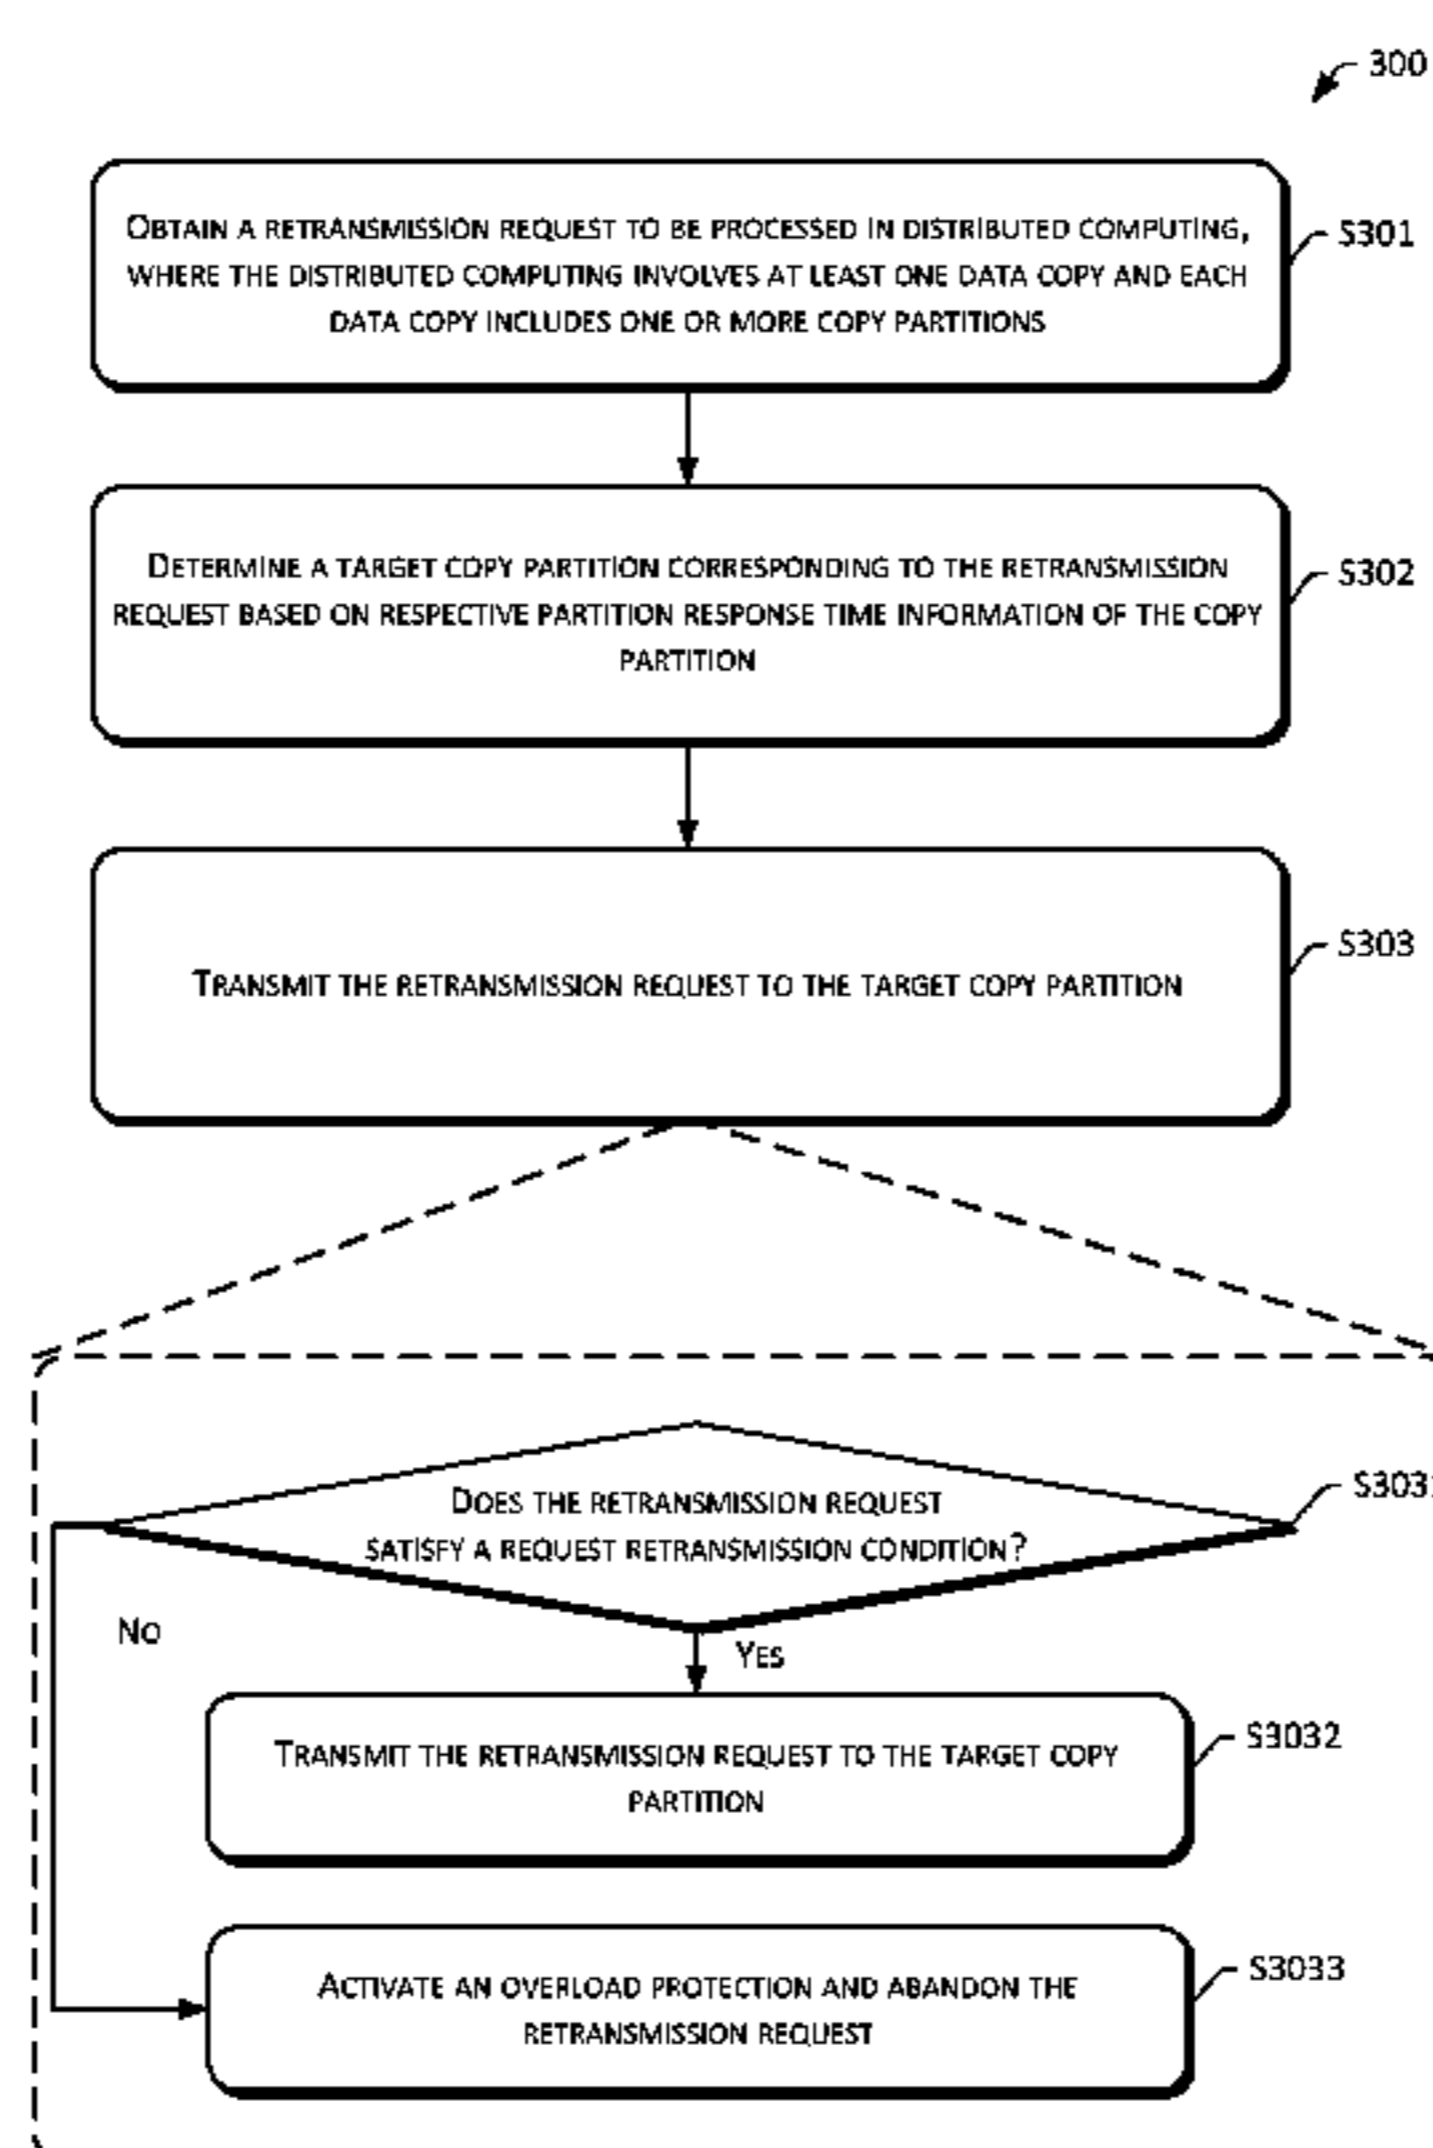 300
OBTAIN A RETRANSMISSION REQUEST TO BE PROCESSED IN DISTRIBUTED COMPUTING,
WHERE THE DISTRIBUTED COMPUTING INVOLVES AT LEAST ONE DATA COPY AND EACH
DATA COPY INCLUDES ONE OR MORE COPY PARTITIONS
S301
DETERMINE A TARGET COPY PARTITION CORRESPONDING TO THE RETRANSMISSION
REQUEST BASED ON RESPECTIVE PARTITION RESPONSE TIME INFORMATION OF THE COPY
PARTITION
S302
TRANSMIT THE RETRANSMISSION REQUEST TO THE TARGET COPY PARTITION
S303
DOES THE RETRANSMISSION REQUEST
SATISFY A REQUEST RETRANSMISSION CONDITION?
S3031
NO
YES
TRANSMIT THE RETRANSMISSION REQUEST TO THE TARGET COPY
PARTITION
S3032
ACTIVATE AN OVERLOAD PROTECTION AND ABANDON THE
RETRANSMISSION REQUEST
S3033